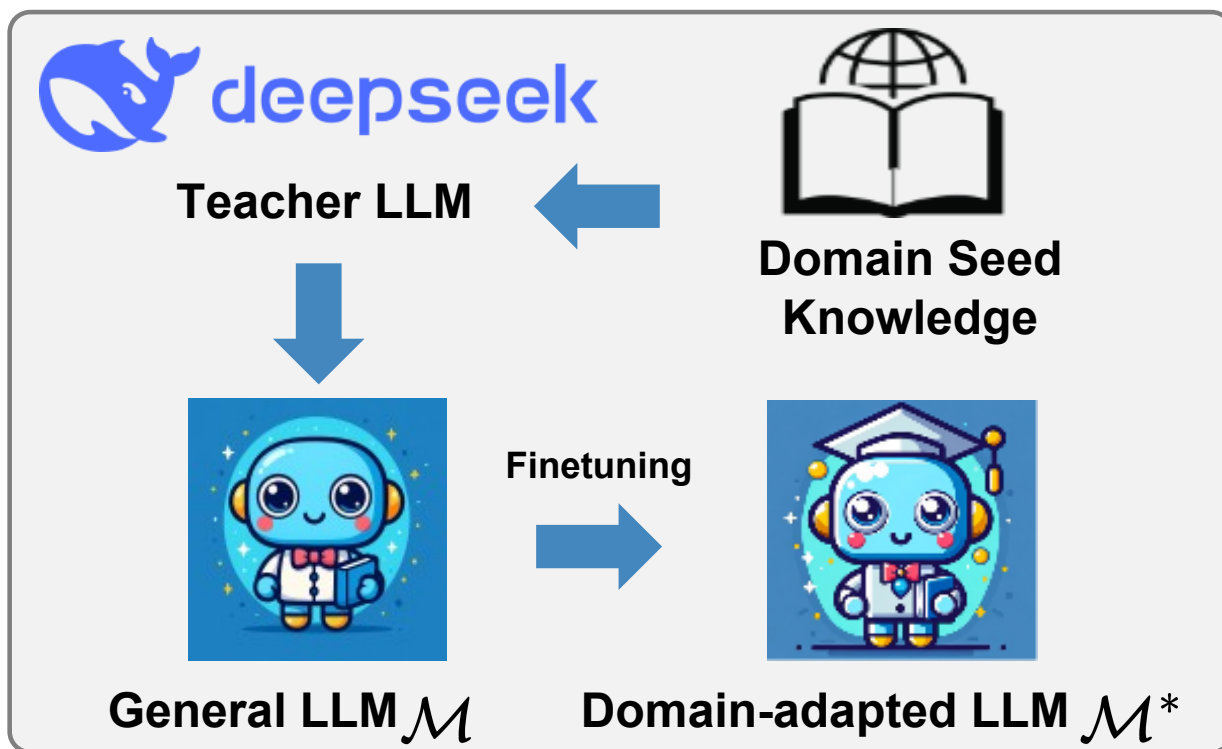 deepseek
Teacher LLM
Domain Seed
Knowledge
Finetuning
General LLM ℳ
Domain-adapted LLM ℳ*